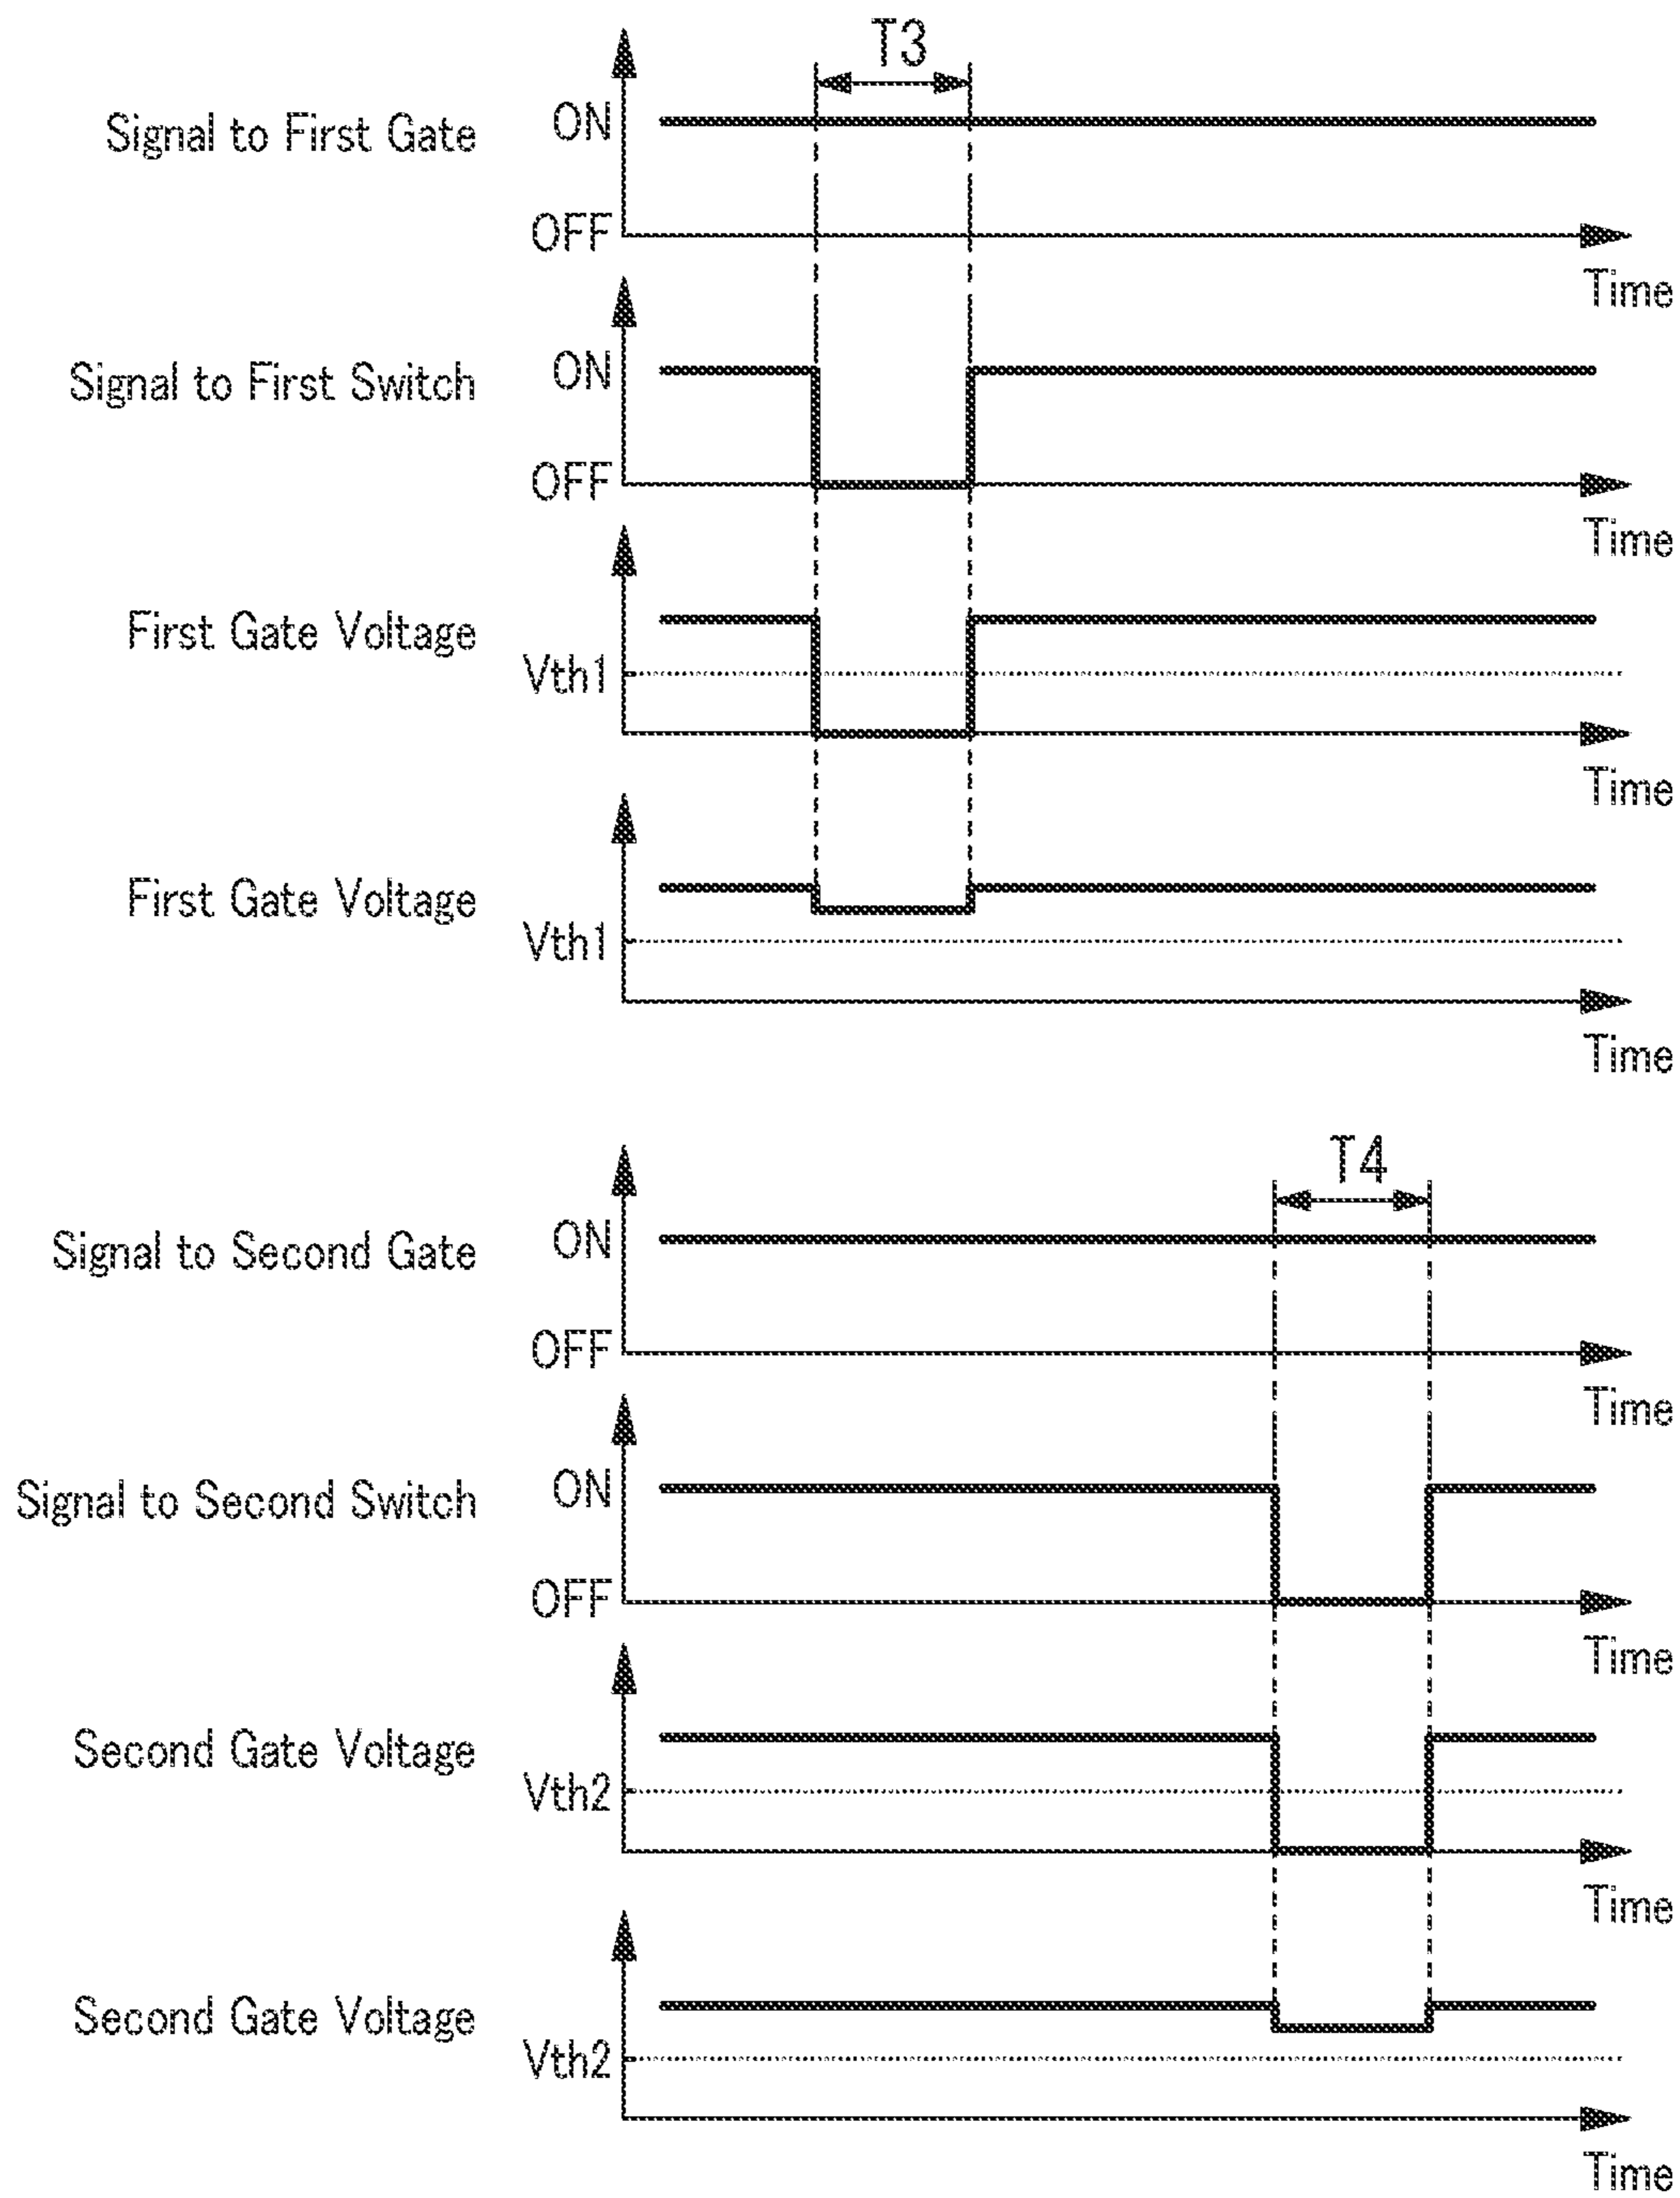 T3
Signal to First Gate
ON
OFF
Time
Signal to First Switch
ON
OFF
Time
First Gate Voltage
Vth1
Time
First Gate Voltage
Vth1
Time
T4
Signal to Second Gate
ON
OFF
Time
Signal to Second Switch
ON
OFF
Time
Second Gate Voltage
Vth2
Time
Second Gate Voltage
Vth2
Time